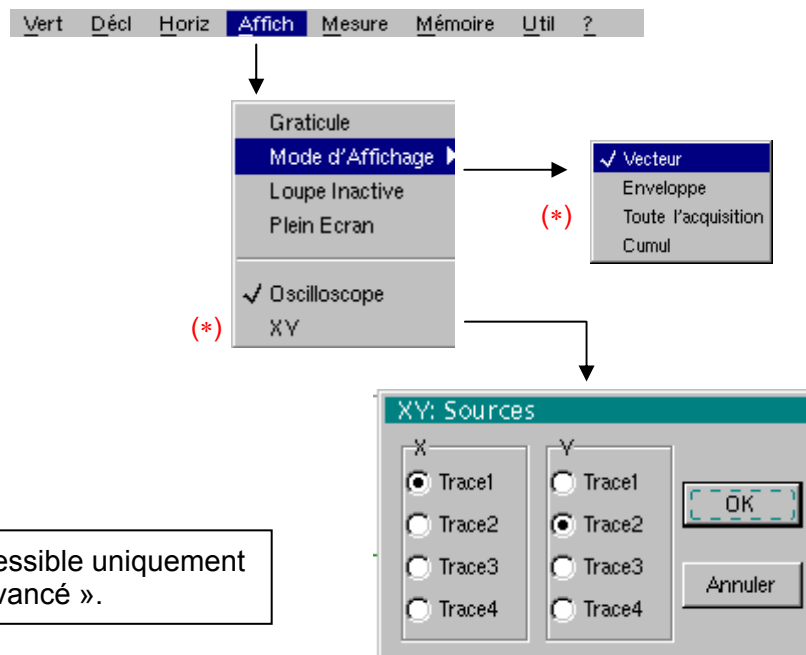 Vert Décl Horiz Affich Mesure Mémoire Util ?
Graticule
Mode d'Affichage
Loupe Inactive
Plein Ecran
✓ Oscilloscope
(*) XY
✓ Vecteur
Enveloppe
(*) Toute l'acquisition
Cumul
XY: Sources
X Y
Trace1 Trace1
Trace2 Trace2
Trace3 Trace3
Trace4 Trace4
OK
Annuler
essible uniquement
vancé ».